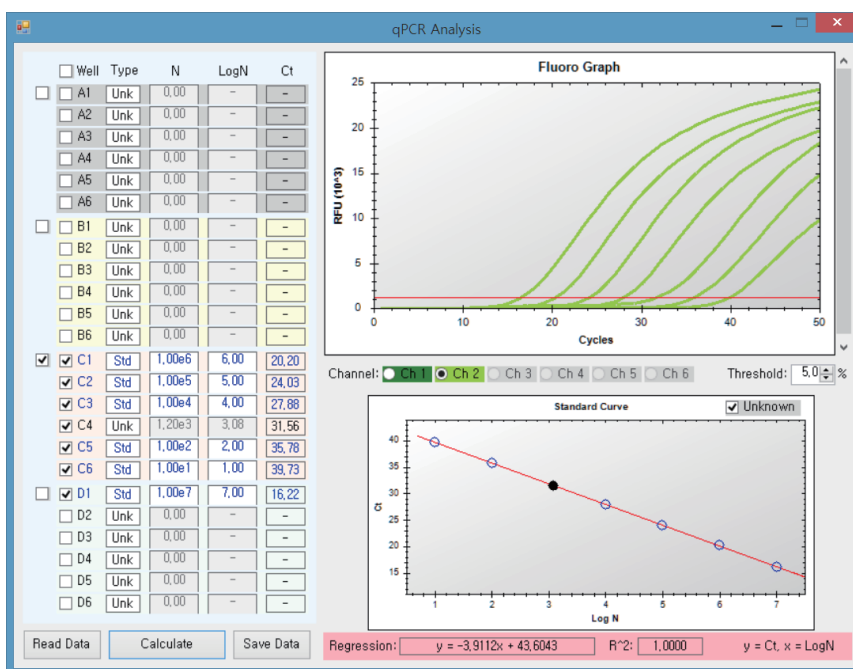 qPCR Analysis
Well Type N LogN Ct
A1 Unk 0,00 - -
A2 Unk 0,00 - -
A3 Unk 0,00 - -
A4 Unk 0,00 - -
A5 Unk 0,00 - -
A6 Unk 0,00 - -
B1 Unk 0,00 - -
B2 Unk 0,00 - -
B3 Unk 0,00 - -
B4 Unk 0,00 - -
B5 Unk 0,00 - -
B6 Unk 0,00 - -
C1 Std 1,00e6 6,00 20,20
C2 Std 1,00e5 5,00 24,03
C3 Std 1,00e4 4,00 27,88
C4 Unk 1,20e3 3,08 31,56
C5 Std 1,00e2 2,00 35,78
C6 Std 1,00e1 1,00 39,73
D1 Std 1,00e7 7,00 16,22
D2 Unk 0,00 - -
D3 Unk 0,00 - -
D4 Unk 0,00 - -
D5 Unk 0,00 - -
D6 Unk 0,00 - -
Read Data Calculate Save Data
Fluoro Graph
RFU (10^3)
25
20
15
10
5
0
0 10 20 30 40 50
Cycles
Channel: Ch 1 Ch 2 Ch 3 Ch 4 Ch 5 Ch 6 Threshold: 5,0 %
Standard Curve Unknown
Ct
40
35
30
25
20
15
1 2 3 4 5 6 7
Log N
Regression: y = -3,9112x + 43,6043 R^2: 1,0000 y = Ct, x = LogN